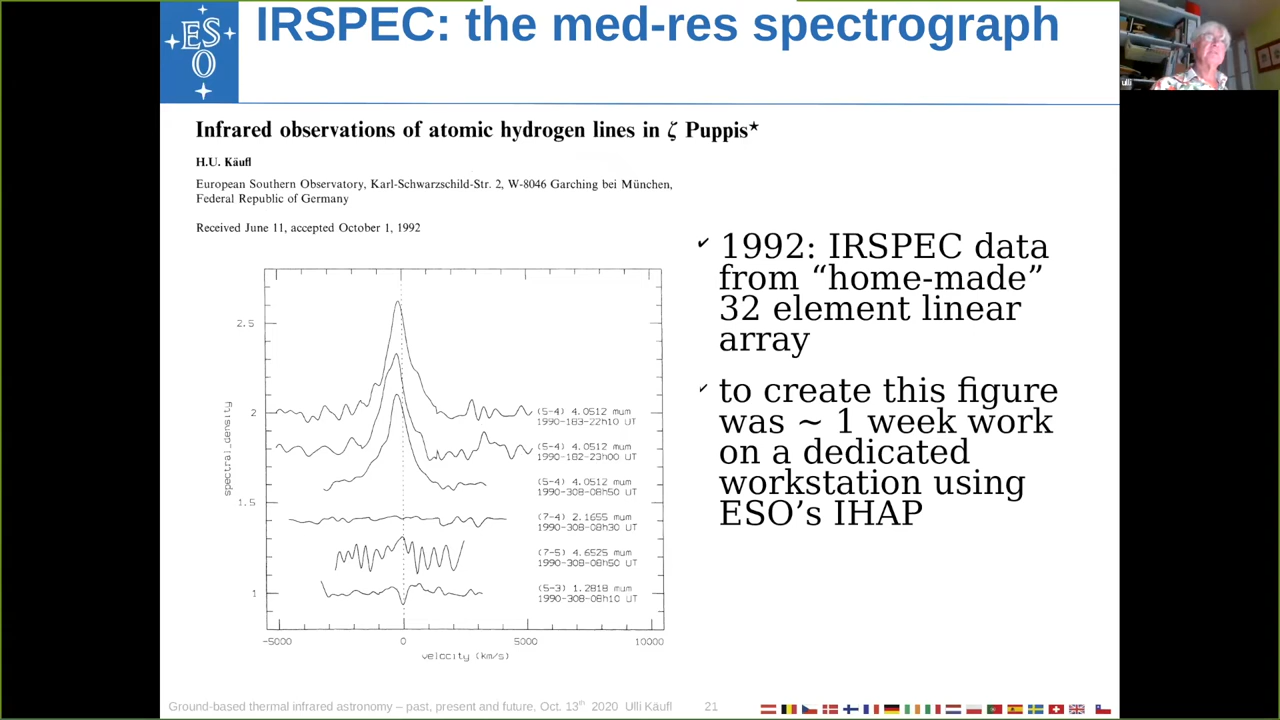 ES
O
IRSPEC: the med-res spectrograph
ulli
Infrared observations of atomic hydrogen lines in ζ Puppis*
H.U. Käufl
European Southern Observatory, Karl-Schwarzschild-Str. 2, W-8046 Garching bei München,
Federal Republic of Germany
Received June 11, accepted October 1, 1992
✓ 1992: IRSPEC data
from “home-made”
32 element linear
array
✓ to create this figure
was ~ 1 week work
on a dedicated
workstation using
ESO’s IHAP
spectral_density
2.5
2
1.5
1
(5-4) 4.0512 mum
1990-183-22h10 UT
(5-4) 4.0512 mum
1990-182-23h00 UT
(5-4) 4.0512 mum
1990-308-08h50 UT
(7-4) 2.1655 mum
1990-308-08h30 UT
(7-5) 4.6525 mum
1990-308-08h50 UT
(5-3) 1.2818 mum
1990-308-08h10 UT
-5000 0 5000 10000
velocity (km/s)
Ground-based thermal infrared astronomy – past, present and future, Oct. 13th 2020 Ulli Käufl 21